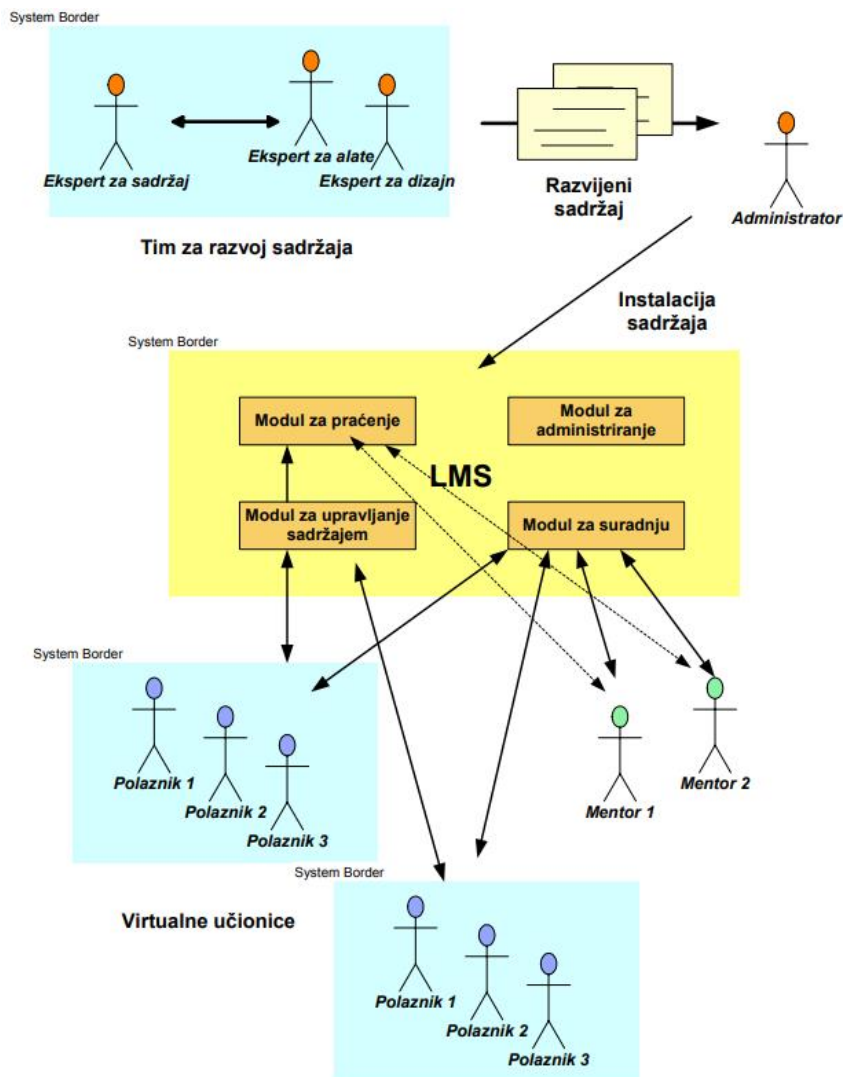 System Border
Ekspert za sadržaj
Ekspert za alate
Ekspert za dizajn
Tim za razvoj sadržaja
Razvijeni
sadržaj
Administrator
Instalacija
sadržaja
System Border
Modul za praćenje
Modul za
administriranje
LMS
Modul za upravljanje
sadržajem
Modul za suradnju
System Border
Polaznik 1
Polaznik 2
Polaznik 3
Mentor 1
Mentor 2
System Border
Virtualne učionice
Polaznik 1
Polaznik 2
Polaznik 3